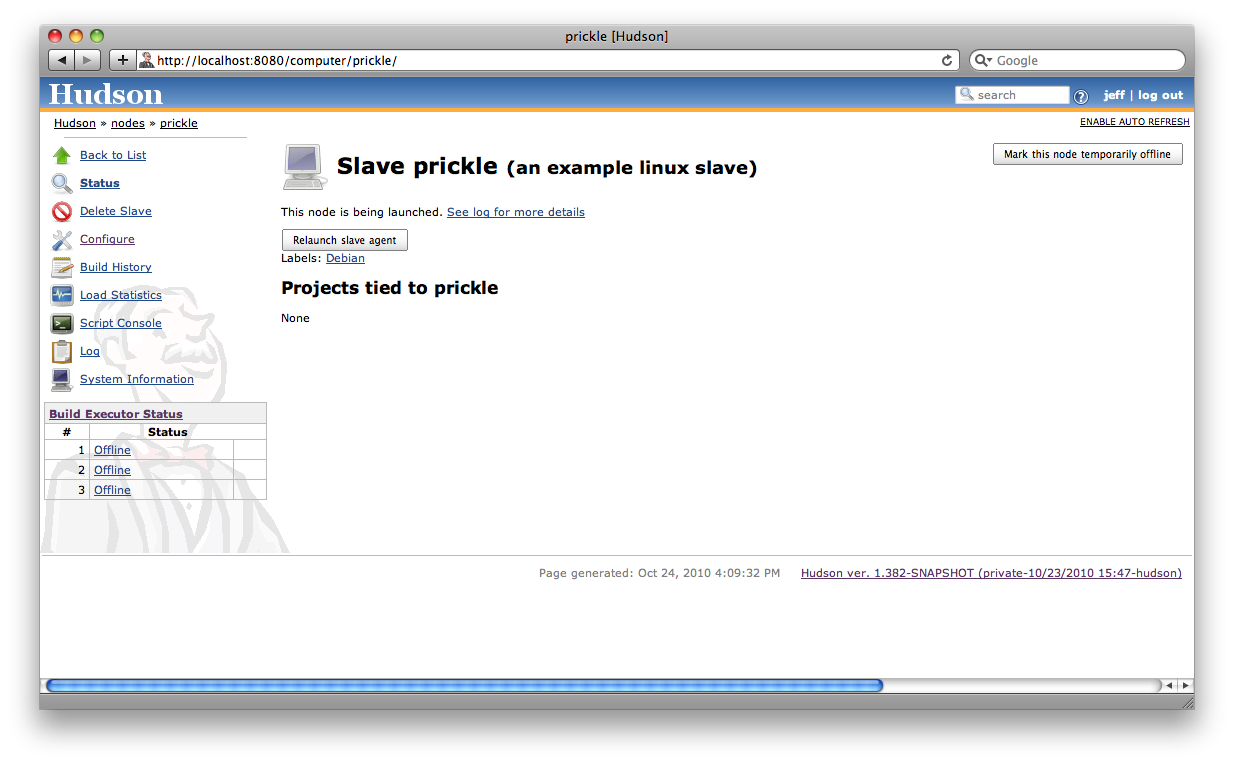 prickle [Hudson]
http://localhost:8080/computer/prickle/
Google
Hudson
search
jeff | log out
Hudson » nodes » prickle
ENABLE AUTO REFRESH
Back to List
Status
Delete Slave
Configure
Build History
Load Statistics
Script Console
Log
System Information
Build Executor Status
# Status
1 Offline
2 Offline
3 Offline
Slave prickle (an example linux slave)
Mark this node temporarily offline
This node is being launched. See log for more details
Relaunch slave agent
Labels: Debian
Projects tied to prickle
None
Page generated: Oct 24, 2010 4:09:32 PM Hudson ver. 1.382-SNAPSHOT (private-10/23/2010 15:47-hudson)